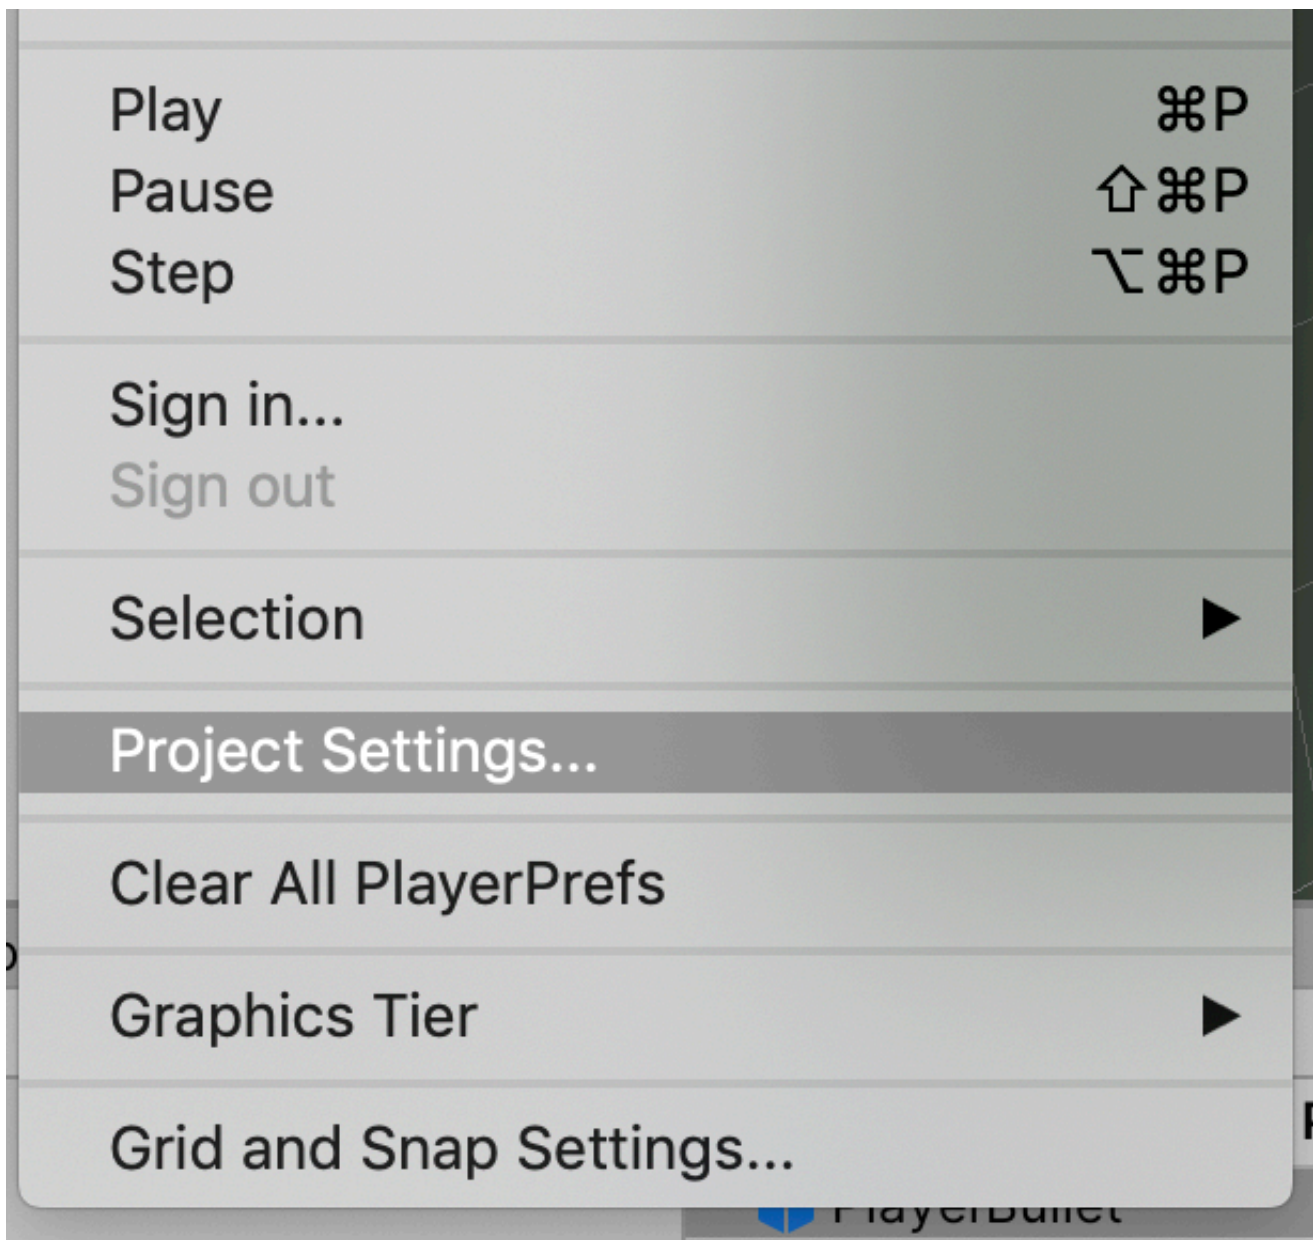 Play ⌘P
Pause ⇧⌘P
Step ⌥⌘P
Sign in...
Sign out
Selection ▶
Project Settings...
Clear All PlayerPrefs
Graphics Tier ▶
Grid and Snap Settings...
PlayerBullet